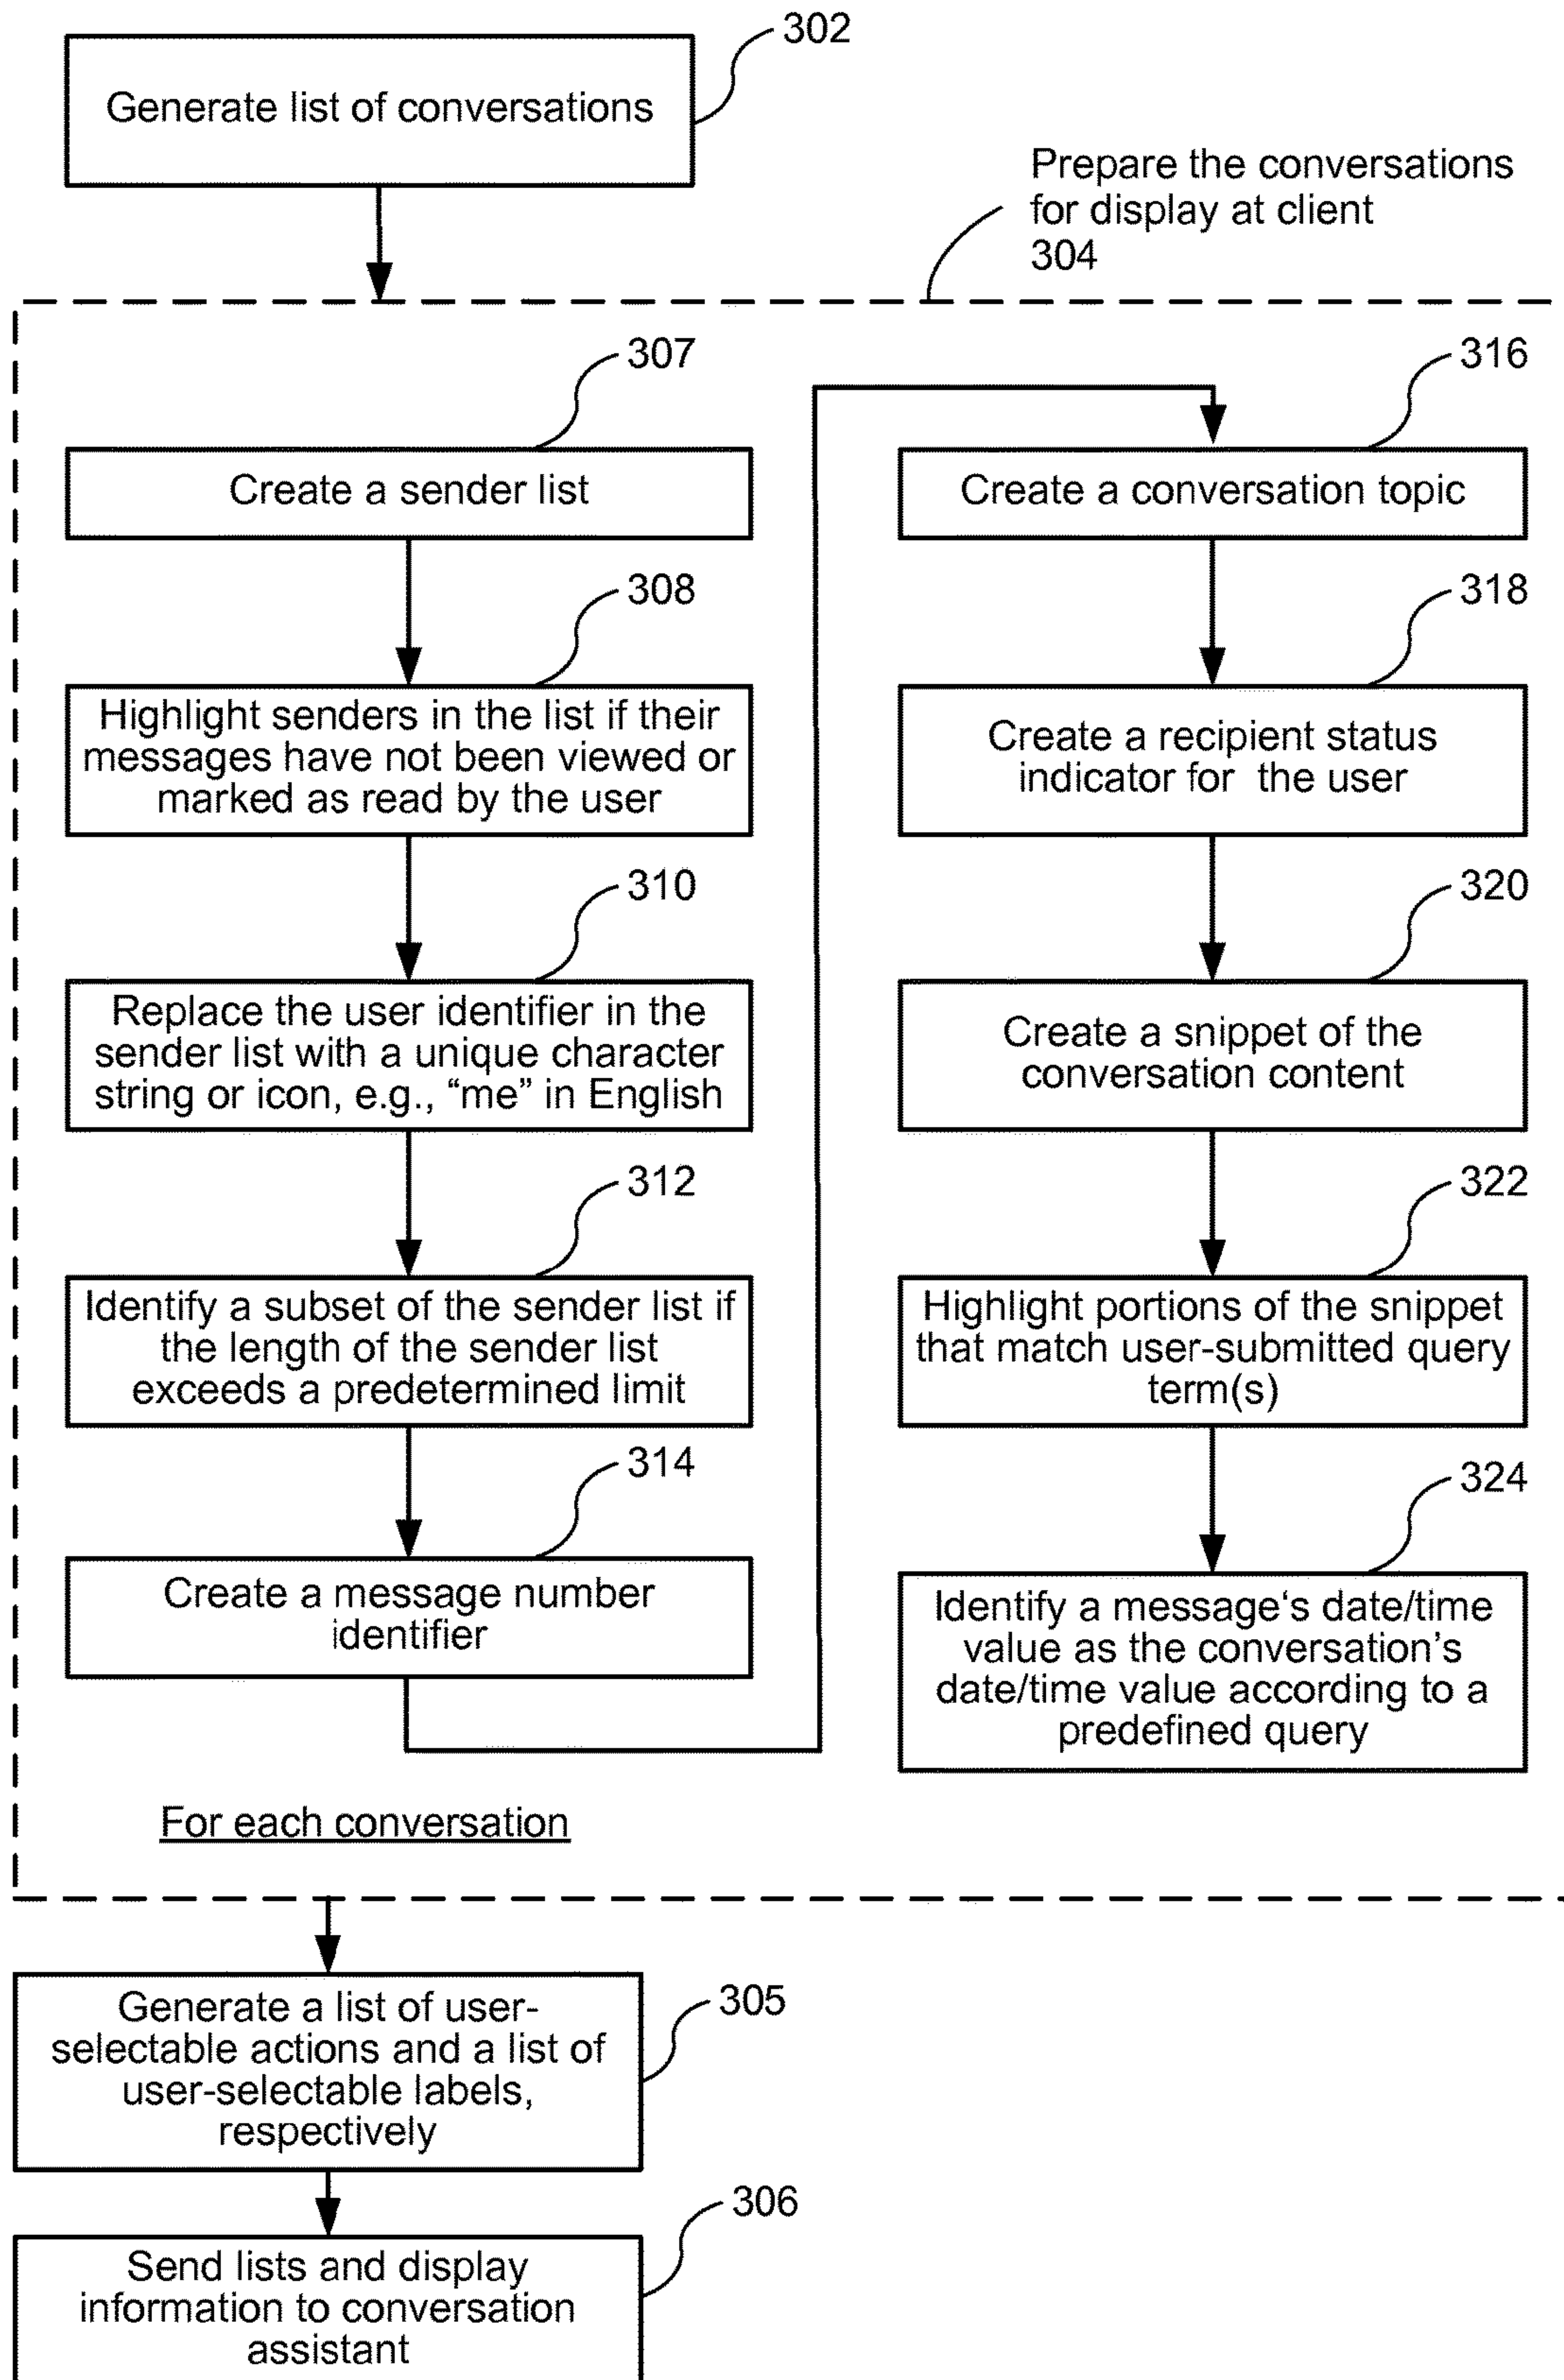 302
Generate list of conversations
Prepare the conversations
for display at client
304
307
Create a sender list
308
Highlight senders in the list if their
messages have not been viewed or
marked as read by the user
310
Replace the user identifier in the
sender list with a unique character
string or icon, e.g., “me” in English
312
Identify a subset of the sender list if
the length of the sender list
exceeds a predetermined limit
314
Create a message number
identifier
316
Create a conversation topic
318
Create a recipient status
indicator for the user
320
Create a snippet of the
conversation content
322
Highlight portions of the snippet
that match user-submitted query
term(s)
324
Identify a message‘s date/time
value as the conversation’s
date/time value according to a
predefined query
For each conversation
305
Generate a list of user-
selectable actions and a list of
user-selectable labels,
respectively
306
Send lists and display
information to conversation
assistant